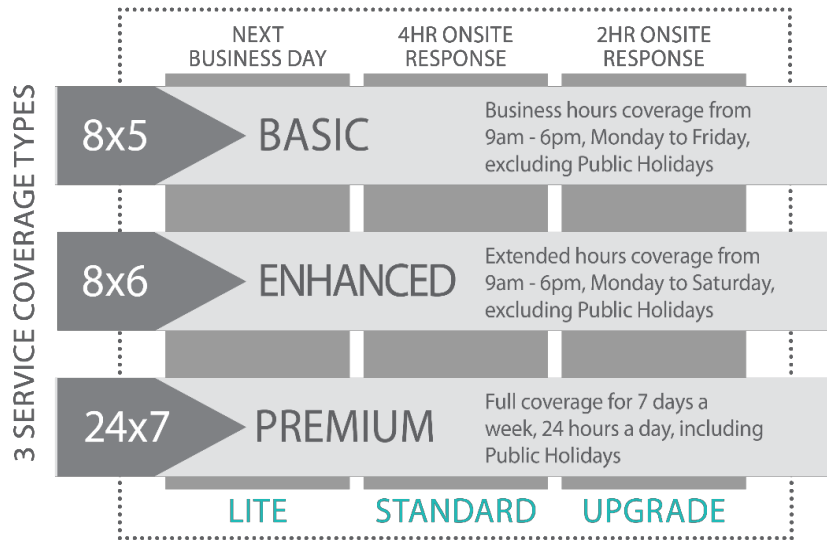 NEXT
BUSINESS DAY
4HR ONSITE
RESPONSE
2HR ONSITE
RESPONSE
3 SERVICE COVERAGE TYPES
8x5
BASIC
Business hours coverage from
9am - 6pm, Monday to Friday,
excluding Public Holidays
8x6
ENHANCED
Extended hours coverage from
9am - 6pm, Monday to Saturday,
excluding Public Holidays
24x7
PREMIUM
Full coverage for 7 days a
week, 24 hours a day, including
Public Holidays
LITE
STANDARD
UPGRADE